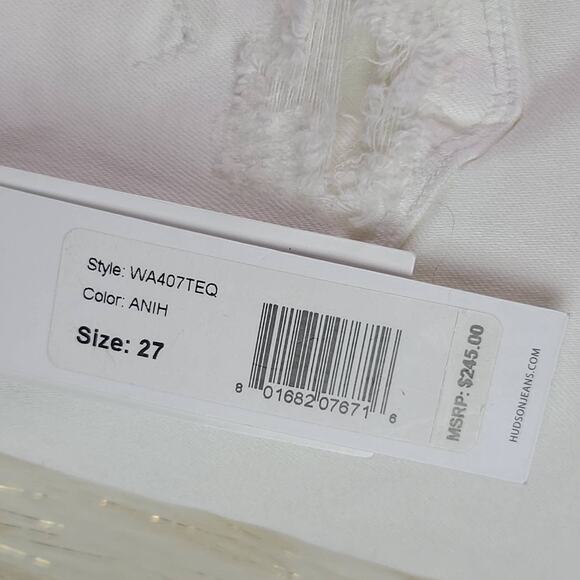 Style: WA407TEQ
Color: ANIH
Size: 27
8 01682 07671 6
MSRP: $245.00
HUDSONJEANS.COM